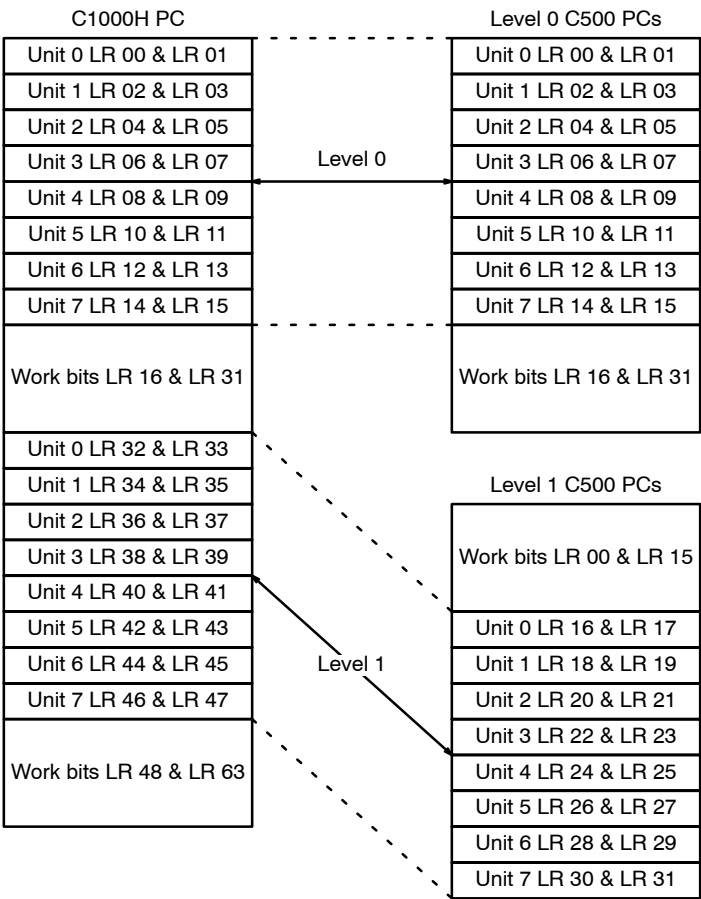 C1000H PC
Unit 0 LR 00 & LR 01
Unit 1 LR 02 & LR 03
Unit 2 LR 04 & LR 05
Unit 3 LR 06 & LR 07
Unit 4 LR 08 & LR 09
Unit 5 LR 10 & LR 11
Unit 6 LR 12 & LR 13
Unit 7 LR 14 & LR 15
Work bits LR 16 & LR 31
Unit 0 LR 32 & LR 33
Unit 1 LR 34 & LR 35
Unit 2 LR 36 & LR 37
Unit 3 LR 38 & LR 39
Unit 4 LR 40 & LR 41
Unit 5 LR 42 & LR 43
Unit 6 LR 44 & LR 45
Unit 7 LR 46 & LR 47
Work bits LR 48 & LR 63
Level 0
Level 1
Level 0 C500 PCs
Unit 0 LR 00 & LR 01
Unit 1 LR 02 & LR 03
Unit 2 LR 04 & LR 05
Unit 3 LR 06 & LR 07
Unit 4 LR 08 & LR 09
Unit 5 LR 10 & LR 11
Unit 6 LR 12 & LR 13
Unit 7 LR 14 & LR 15
Work bits LR 16 & LR 31
Level 1 C500 PCs
Work bits LR 00 & LR 15
Unit 0 LR 16 & LR 17
Unit 1 LR 18 & LR 19
Unit 2 LR 20 & LR 21
Unit 3 LR 22 & LR 23
Unit 4 LR 24 & LR 25
Unit 5 LR 26 & LR 27
Unit 6 LR 28 & LR 29
Unit 7 LR 30 & LR 31